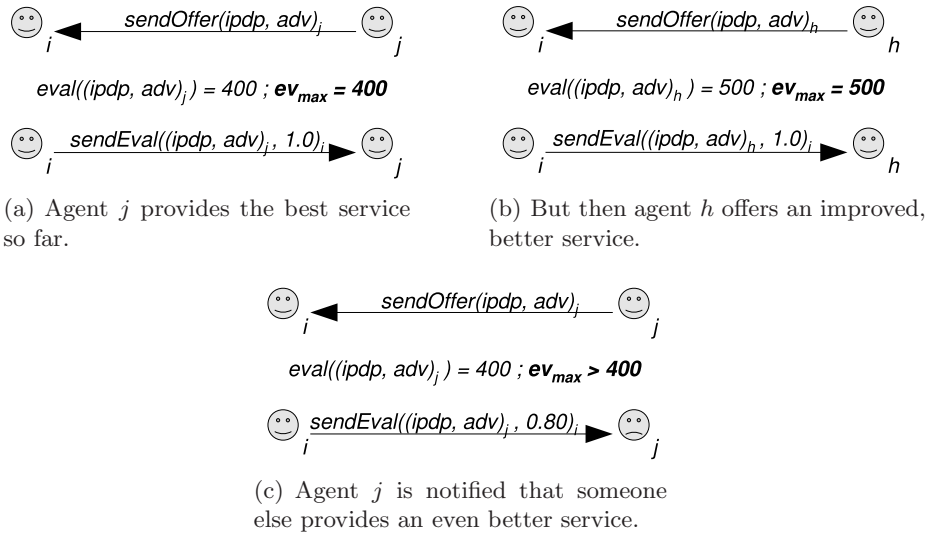 sendOffer(ipdp, adv)j
i j
eval((ipdp, adv)j ) = 400 ; evmax = 400
sendEval((ipdp, adv)j , 1.0)i
i j
(a) Agent j provides the best service
so far.
sendOffer(ipdp, adv)h
i h
eval((ipdp, adv)h ) = 500 ; evmax = 500
sendEval((ipdp, adv)h , 1.0)i
i h
(b) But then agent h offers an improved,
better service.
sendOffer(ipdp, adv)j
i j
eval((ipdp, adv)j ) = 400 ; evmax > 400
sendEval((ipdp, adv)j , 0.80)i
i j
(c) Agent j is notified that someone
else provides an even better service.